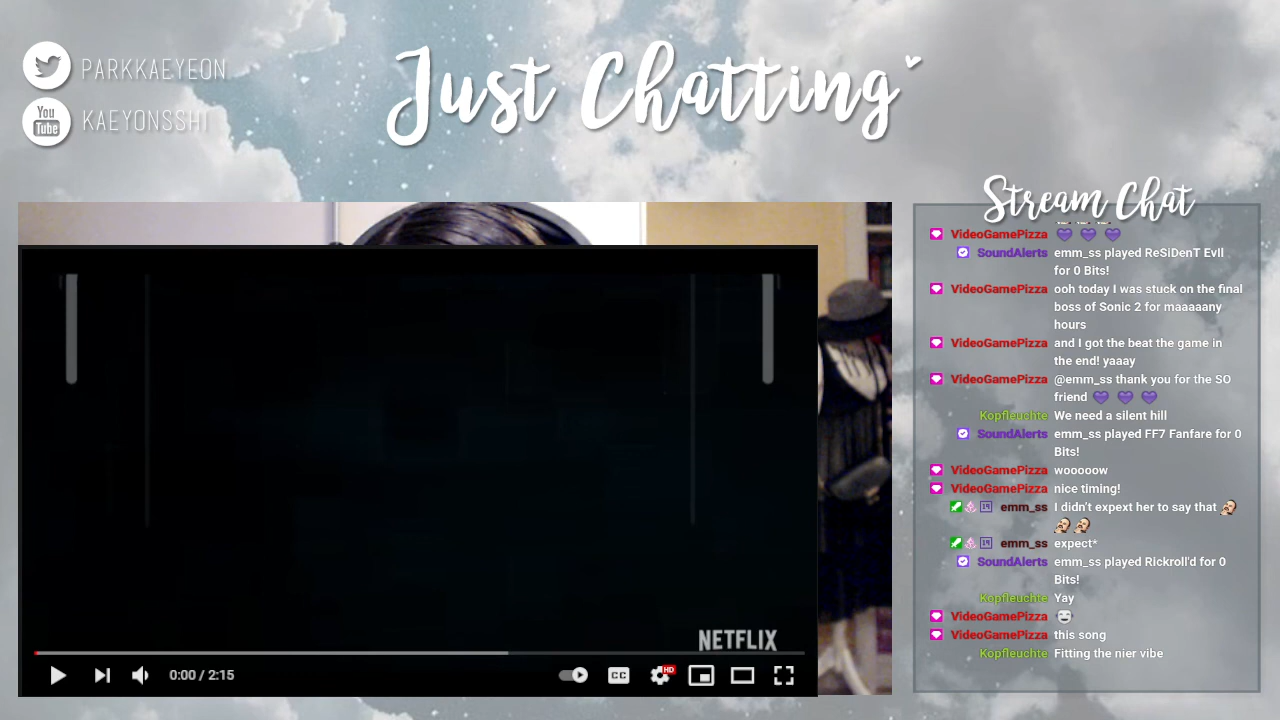 PARKKAEYEON
You
Tube
KAEYONSSHI
Just Chatting
NETFLIX
0:00 / 2:15
CC
HD
Stream Chat
VideoGamePizza
SoundAlerts emm_ss played ReSiDenT Evil
for 0 Bits!
VideoGamePizza ooh today I was stuck on the final
boss of Sonic 2 for maaaaany
hours
VideoGamePizza and I got the beat the game in
the end! yaaay
VideoGamePizza @emm_ss thank you for the SO
friend
Kopfleuchte We need a silent hill
SoundAlerts emm_ss played FF7 Fanfare for 0
Bits!
VideoGamePizza wooooow
VideoGamePizza nice timing!
emm_ss I didn't expext her to say that
emm_ss expect*
SoundAlerts emm_ss played Rickroll'd for 0
Bits!
Kopfleuchte Yay
VideoGamePizza
VideoGamePizza this song
Kopfleuchte Fitting the nier vibe